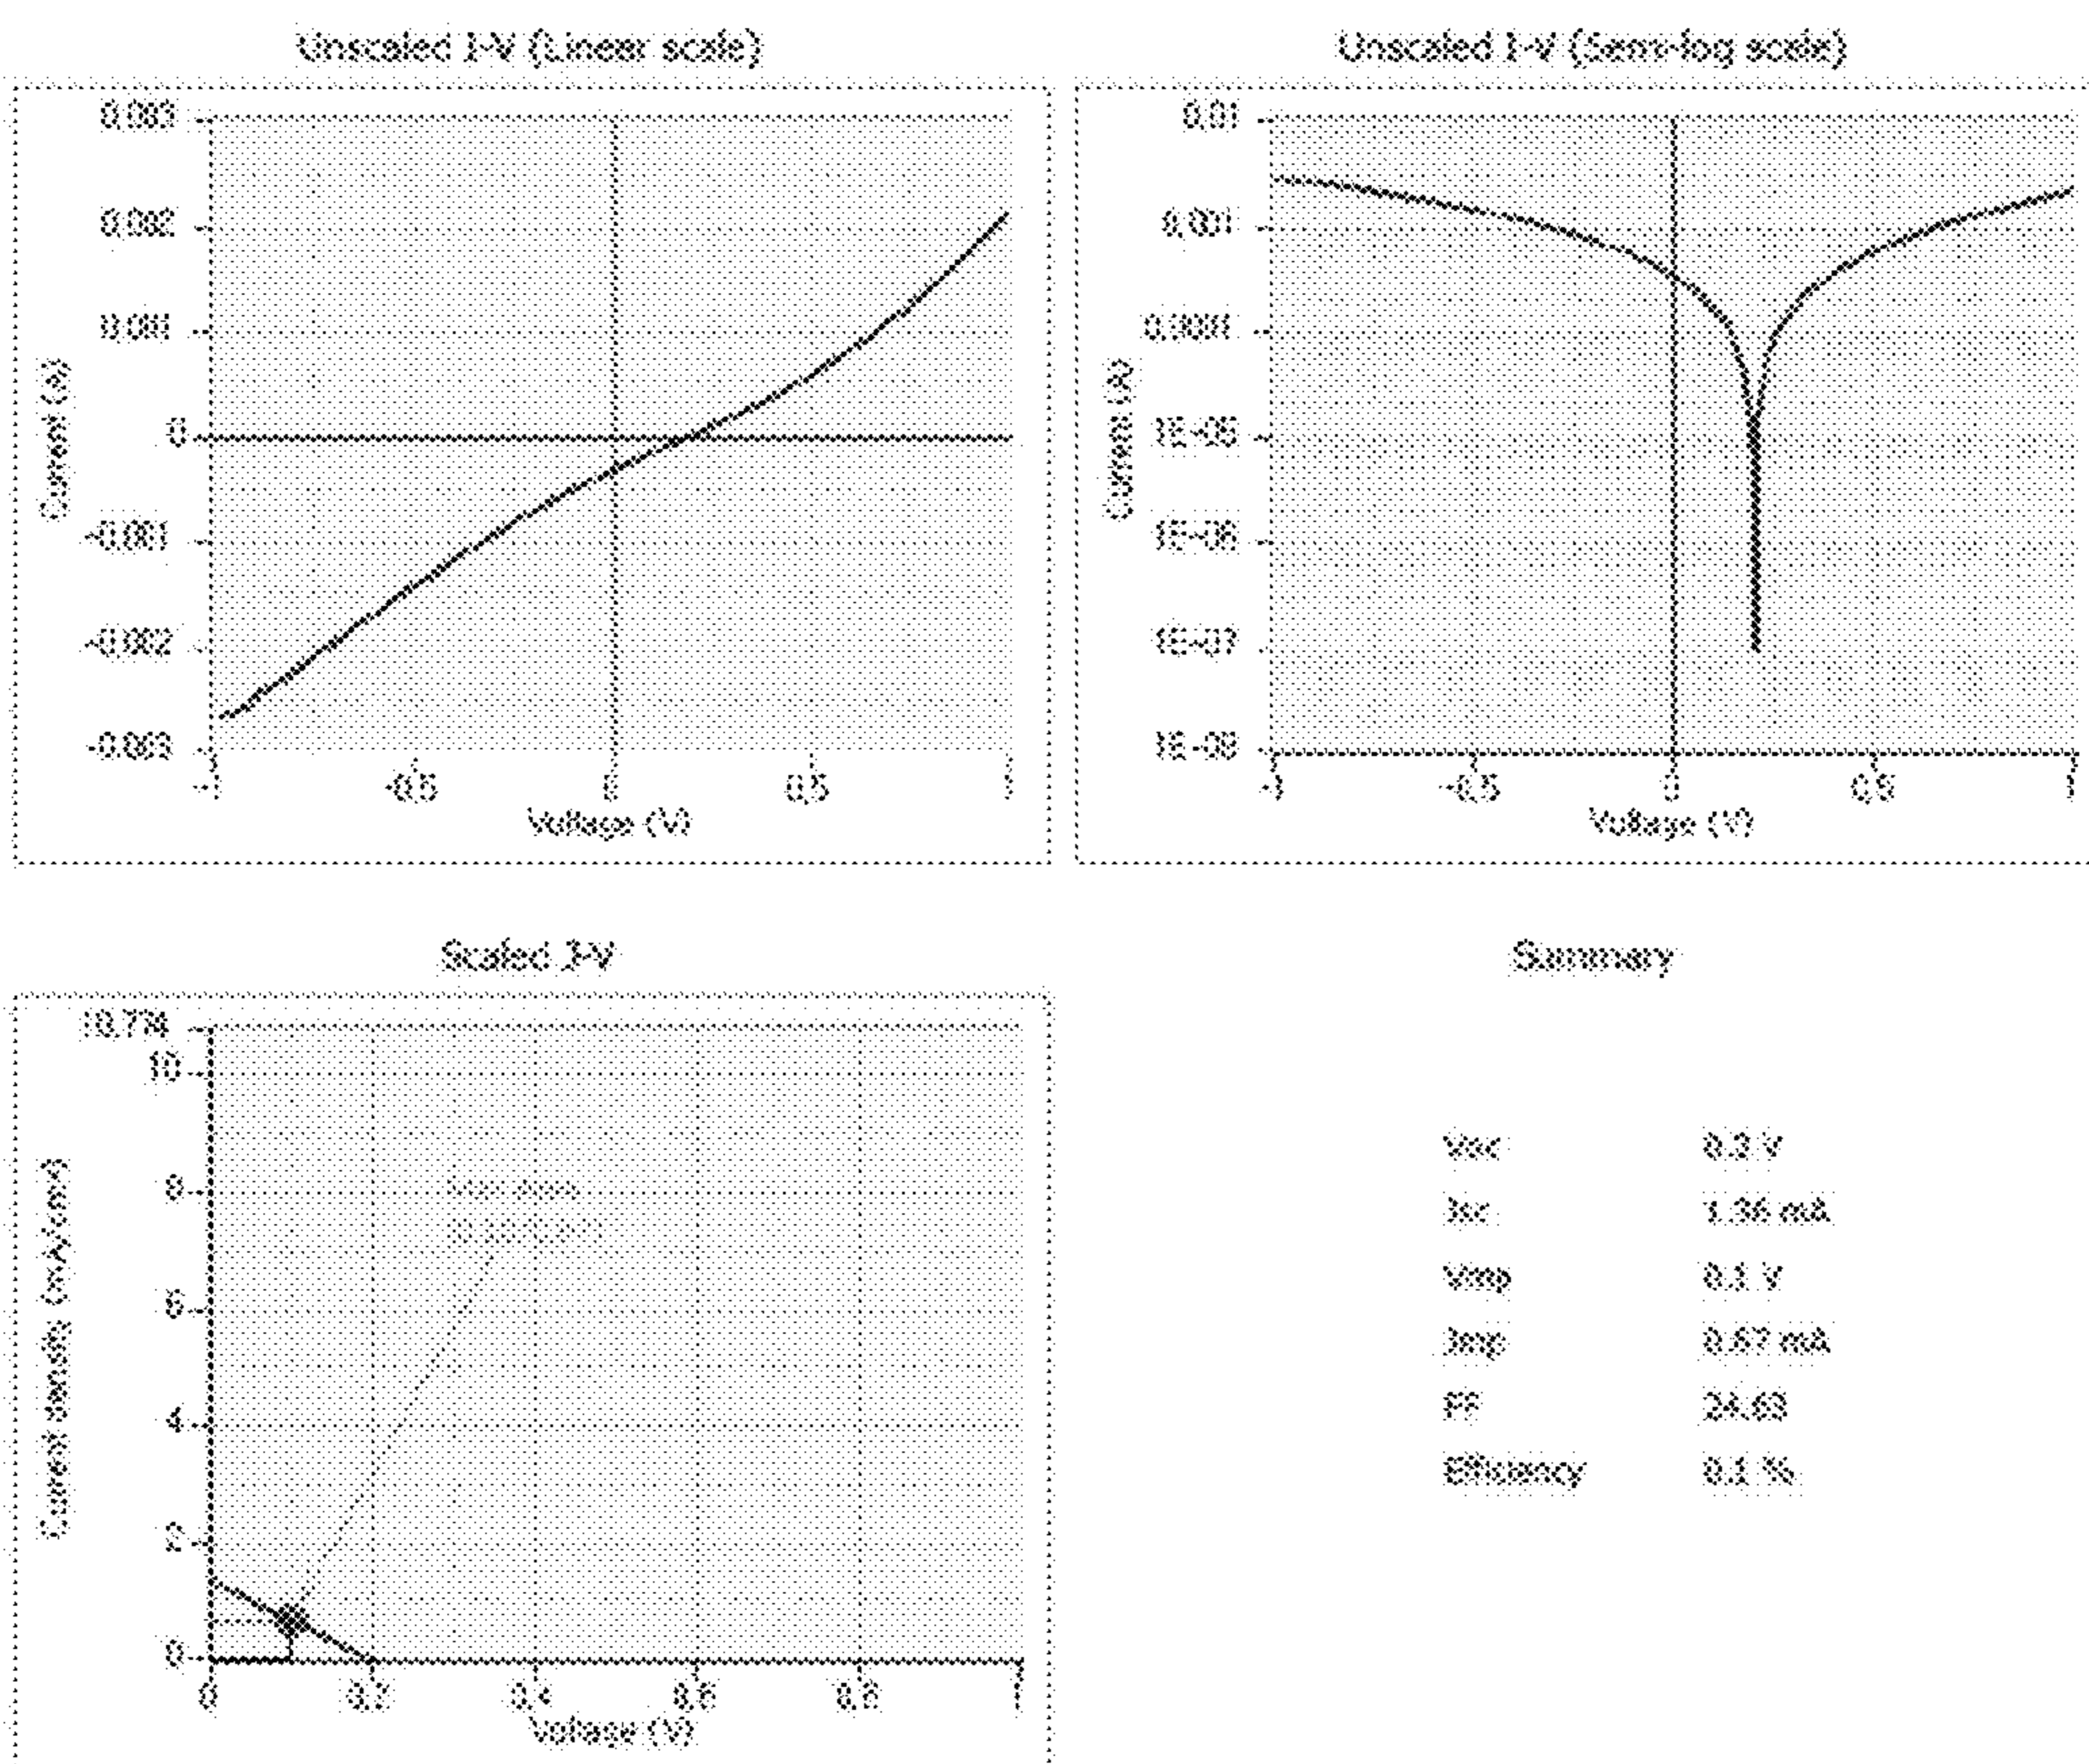 Unscaled I-V (Linear scale)
0.003
0.002
0.001
0
-0.001
-0.002
-0.003
Current (A)
-1 -0.5 0 0.5 1
Voltage (V)
Unscaled I-V (Semi-log scale)
0.01
0.001
0.0001
1E-05
1E-06
1E-07
1E-08
Current (A)
-1 -0.5 0 0.5 1
Voltage (V)
Scaled J-V
10.774
10
8
6
4
2
0
Current density (mA/cm)
Max Area
0 0.2 0.4 0.6 0.8 1
Voltage (V)
Summary
Voc 0.2 V
Jsc 1.36 mA
Vmp 0.1 V
Jmp 0.67 mA
FF 24.63
Efficiency 0.1 %